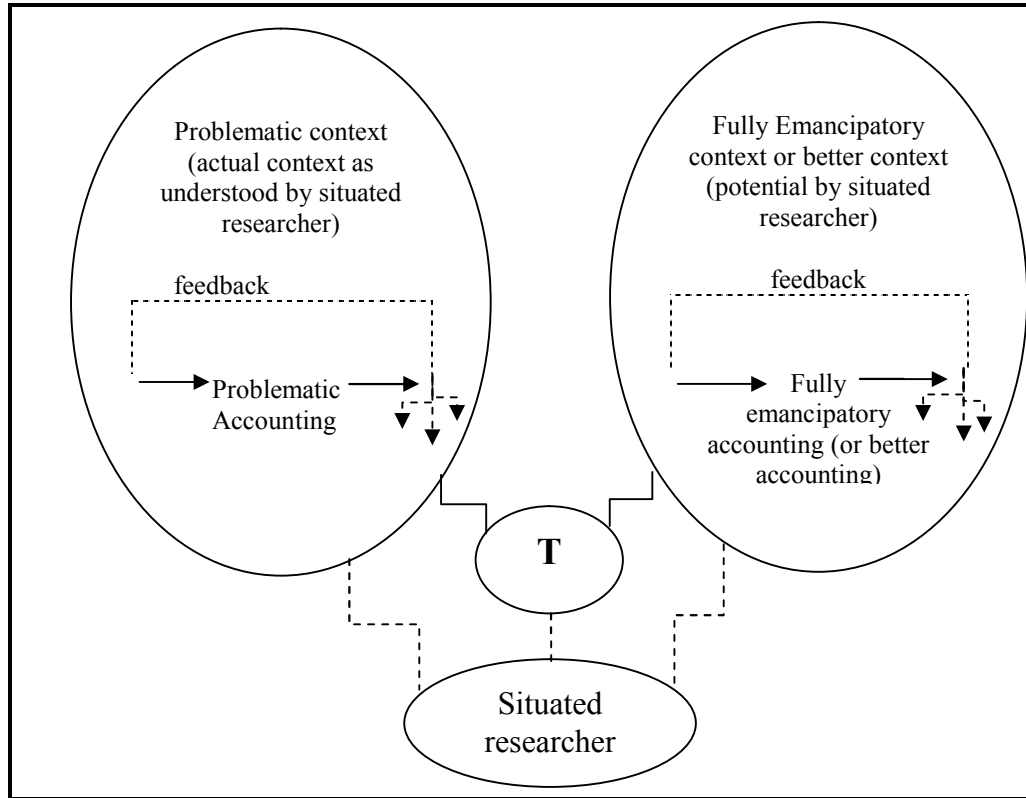 Problematic context
(actual context as
understood by situated
researcher)
feedback
Problematic
Accounting
Fully Emancipatory
context or better context
(potential by situated
researcher)
feedback
Fully
emancipatory
accounting (or better
accounting)
T
Situated
researcher